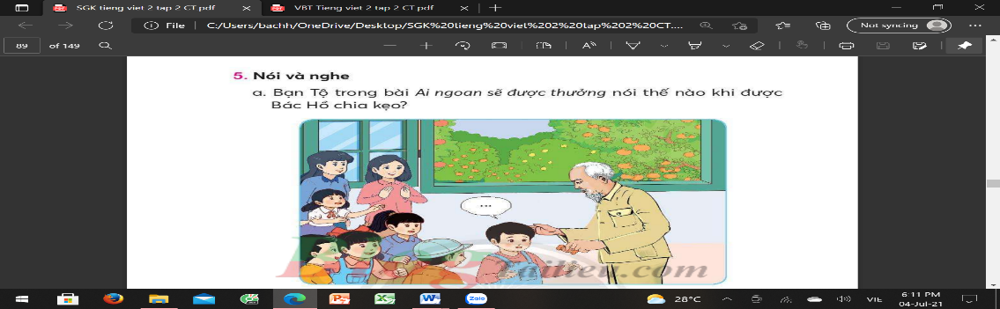 SGK tieng viet 2 tap 2 CT.pdf
VBT Tieng viet 2 tap 2 CT.pdf
File
C:/Users/bachh/OneDrive/Desktop/SGK%20tieng%20viet%202%20tap%202%20CT....
Not syncing
89 of 149
5. Nói và nghe
a. Bạn Tộ trong bài Ai ngoan sẽ được thưởng nói thế nào khi được
Bác Hồ chia kẹo?
...
Taitieu.com
Zalo
28°C
VIE
6:11 PM
04-Jul-21